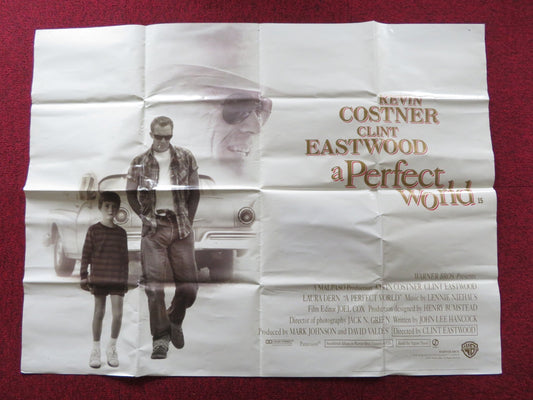 KEVIN
COSTNER
CLINT
EASTWOOD
a Perfect
World
15
WARNER BROS Presents
A MALPASO Production KEVIN COSTNER CLINT EASTWOOD
LAURA DERN "A PERFECT WORLD" Music by LENNIE NIEHAUS
Film Editor JOEL COX Production designed by HENRY BUMSTEAD
Director of photography JACK N. GREEN Written by JOHN LEE HANCOCK
Produced by MARK JOHNSON and DAVID VALDES Directed by CLINT EASTWOOD